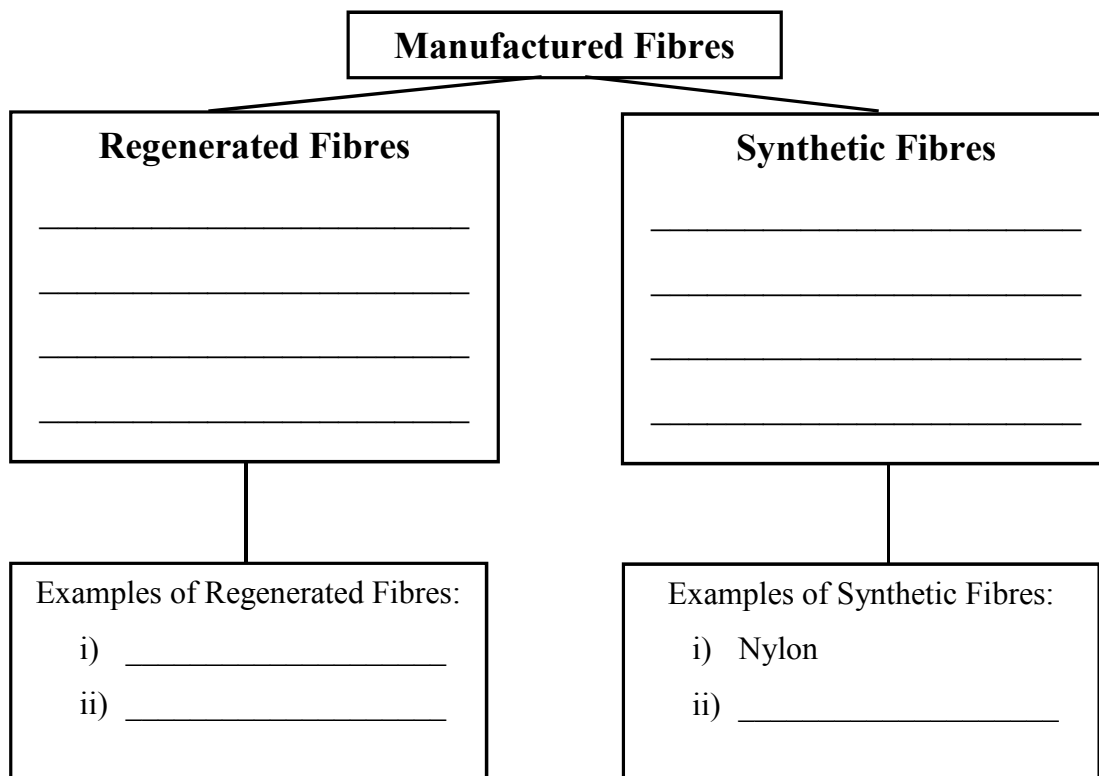 Manufactured Fibres
Regenerated Fibres
Synthetic Fibres
Examples of Regenerated Fibres:
i)
ii)
Examples of Synthetic Fibres:
i) Nylon
ii)